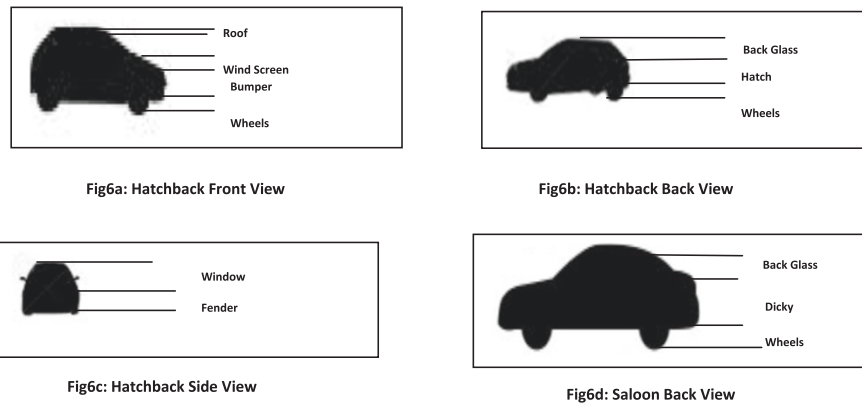 Roof
Wind Screen
Bumper
Wheels
Fig6a: Hatchback Front View
Back Glass
Hatch
Wheels
Fig6b: Hatchback Back View
Window
Fender
Fig6c: Hatchback Side View
Back Glass
Dicky
Wheels
Fig6d: Saloon Back View